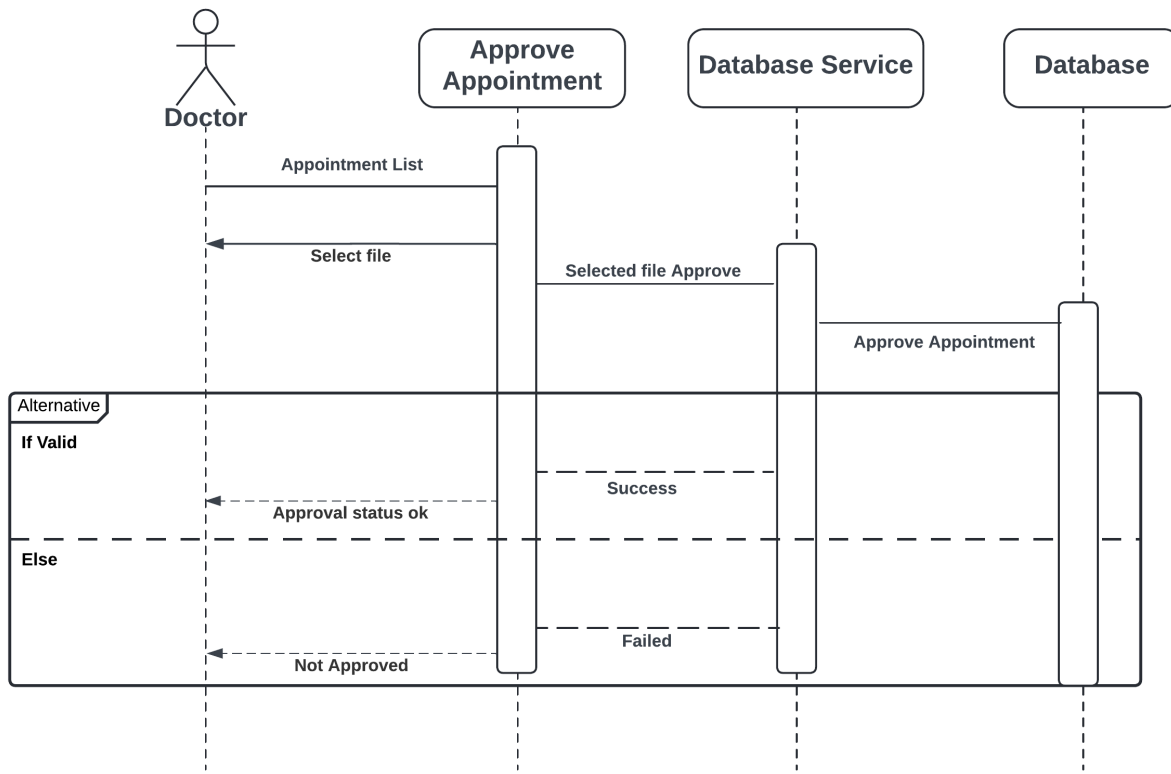 Approve
Appointment
Database Service
Database
Doctor
Appointment List
Select file
Selected file Approve
Approve Appointment
Alternative
If Valid
Success
Approval status ok
Else
Failed
Not Approved